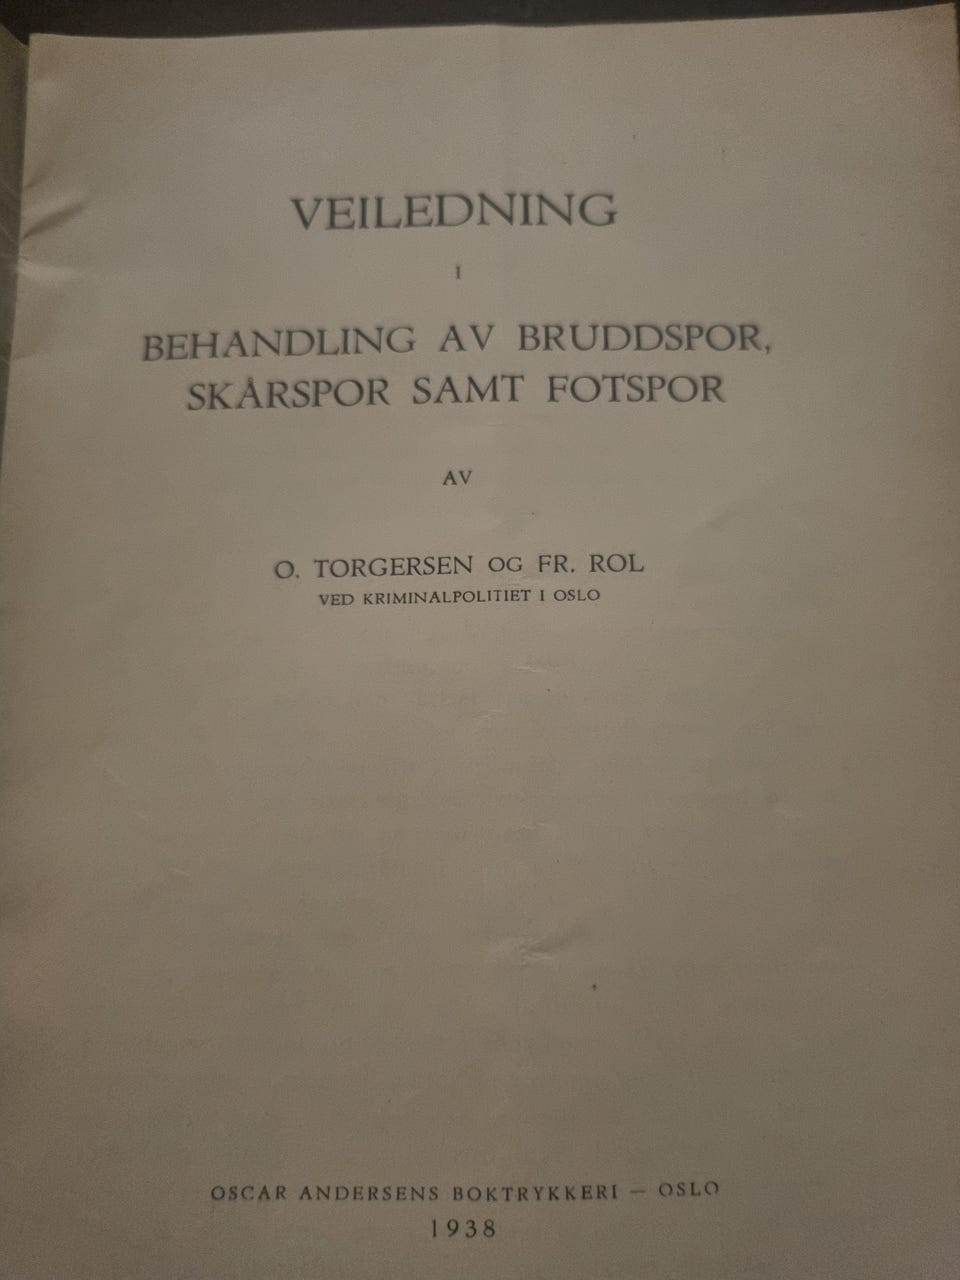 VEILEDNING
I
BEHANDLING AV BRUDDSPOR,
SKÅRSPOR SAMT FOTSPOR
AV
O. TORGERSEN OG FR. ROL
VED KRIMINALPOLITIET I OSLO
OSCAR ANDERSENS BOKTRYKKERI — OSLO
1938